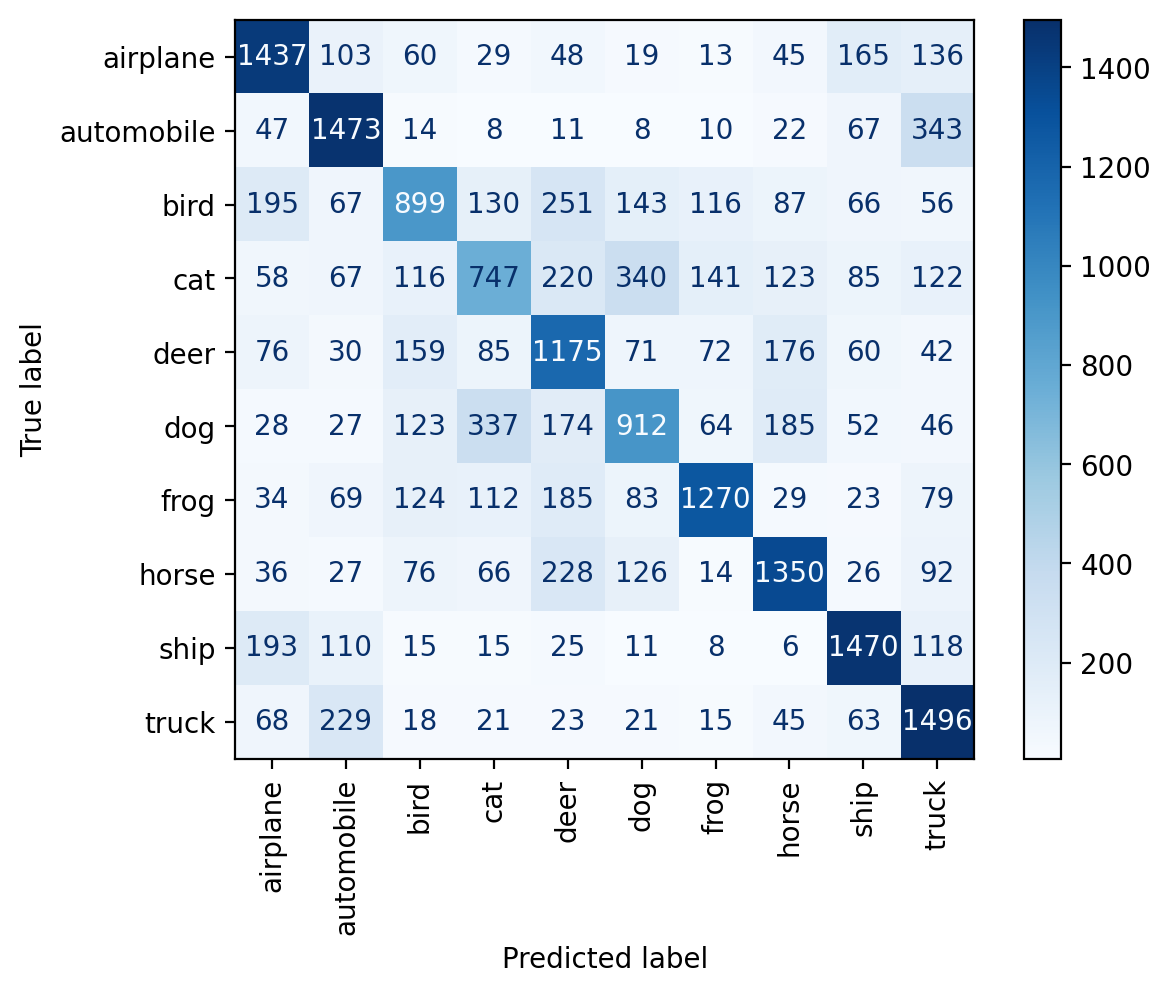 airplane 1437 103 60 29 48 19 13 45 165 136
automobile 47 1473 14 8 11 8 10 22 67 343
bird 195 67 899 130 251 143 116 87 66 56
cat 58 67 116 747 220 340 141 123 85 122
deer 76 30 159 85 1175 71 72 176 60 42
dog 28 27 123 337 174 912 64 185 52 46
frog 34 69 124 112 185 83 1270 29 23 79
horse 36 27 76 66 228 126 14 1350 26 92
ship 193 110 15 15 25 11 8 6 1470 118
truck 68 229 18 21 23 21 15 45 63 1496
True label
airplane automobile bird cat deer dog frog horse ship truck
Predicted label
1400
1200
1000
800
600
400
200